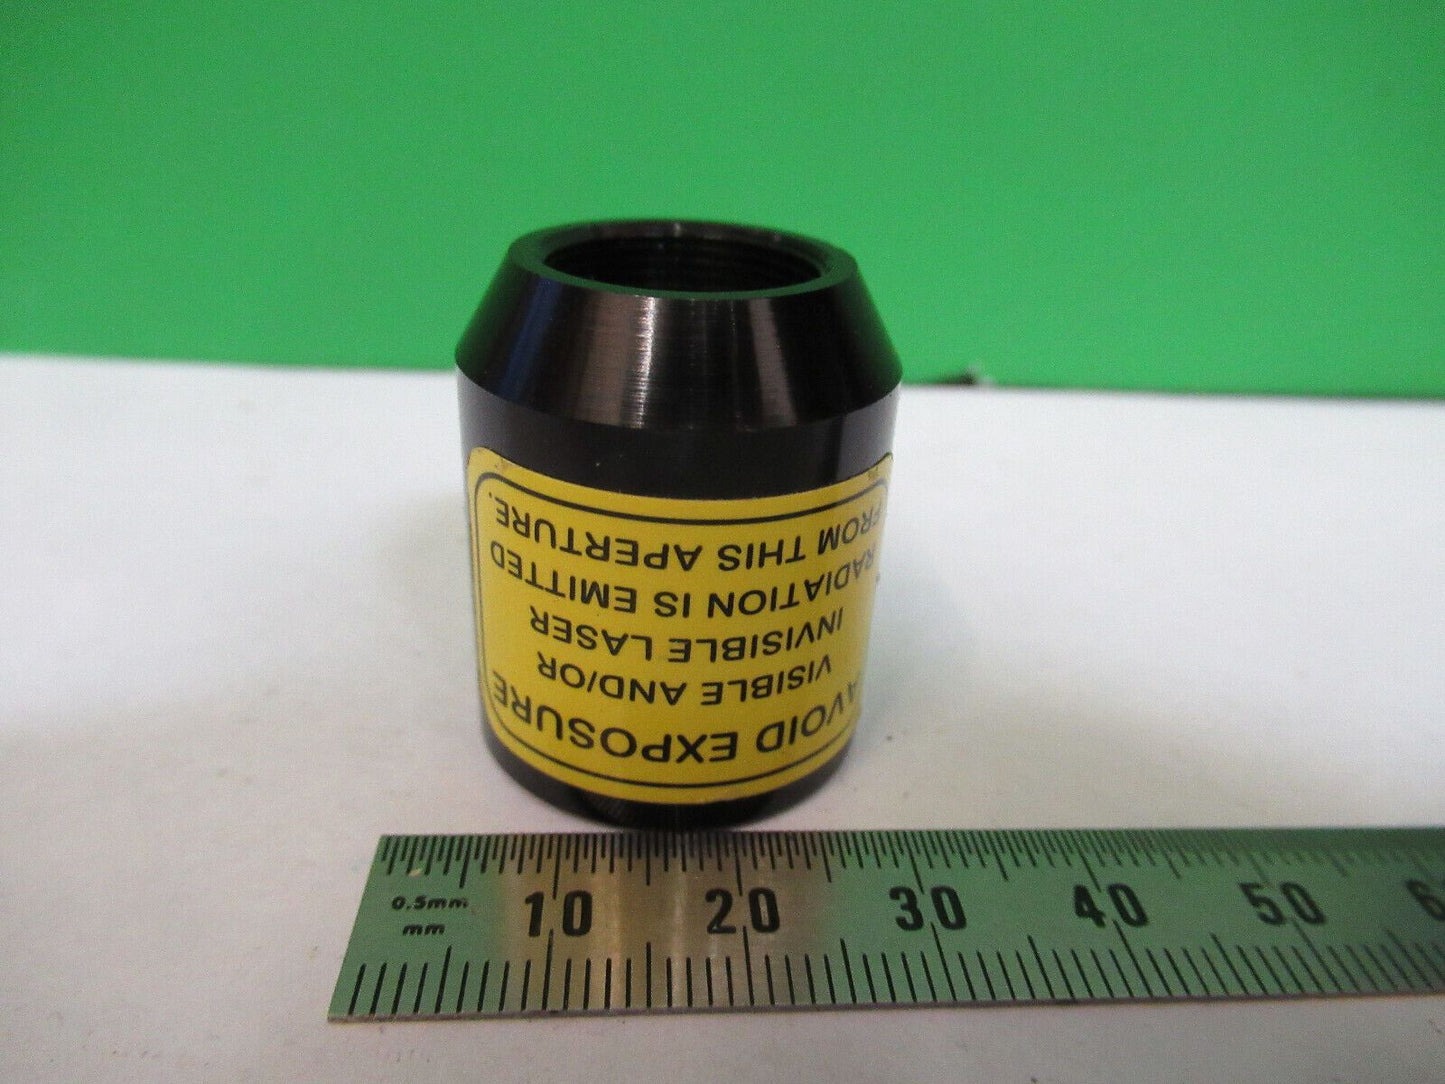 AVOID EXPOSURE
VISIBLE AND/OR
INVISIBLE LASER
RADIATION IS EMITTED
FROM THIS APERTURE.
0.5mm
mm
10 20 30 40 50